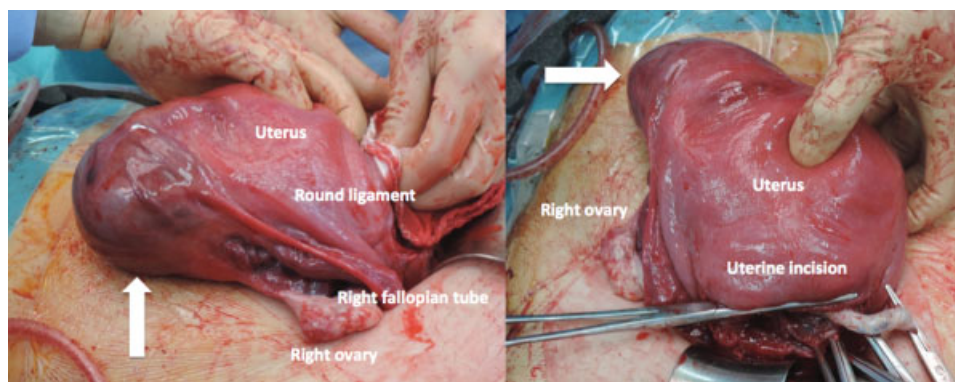 Uterus
Round ligament
Right fallopian tube
Right ovary
Uterus
Right ovary
Uterine incision